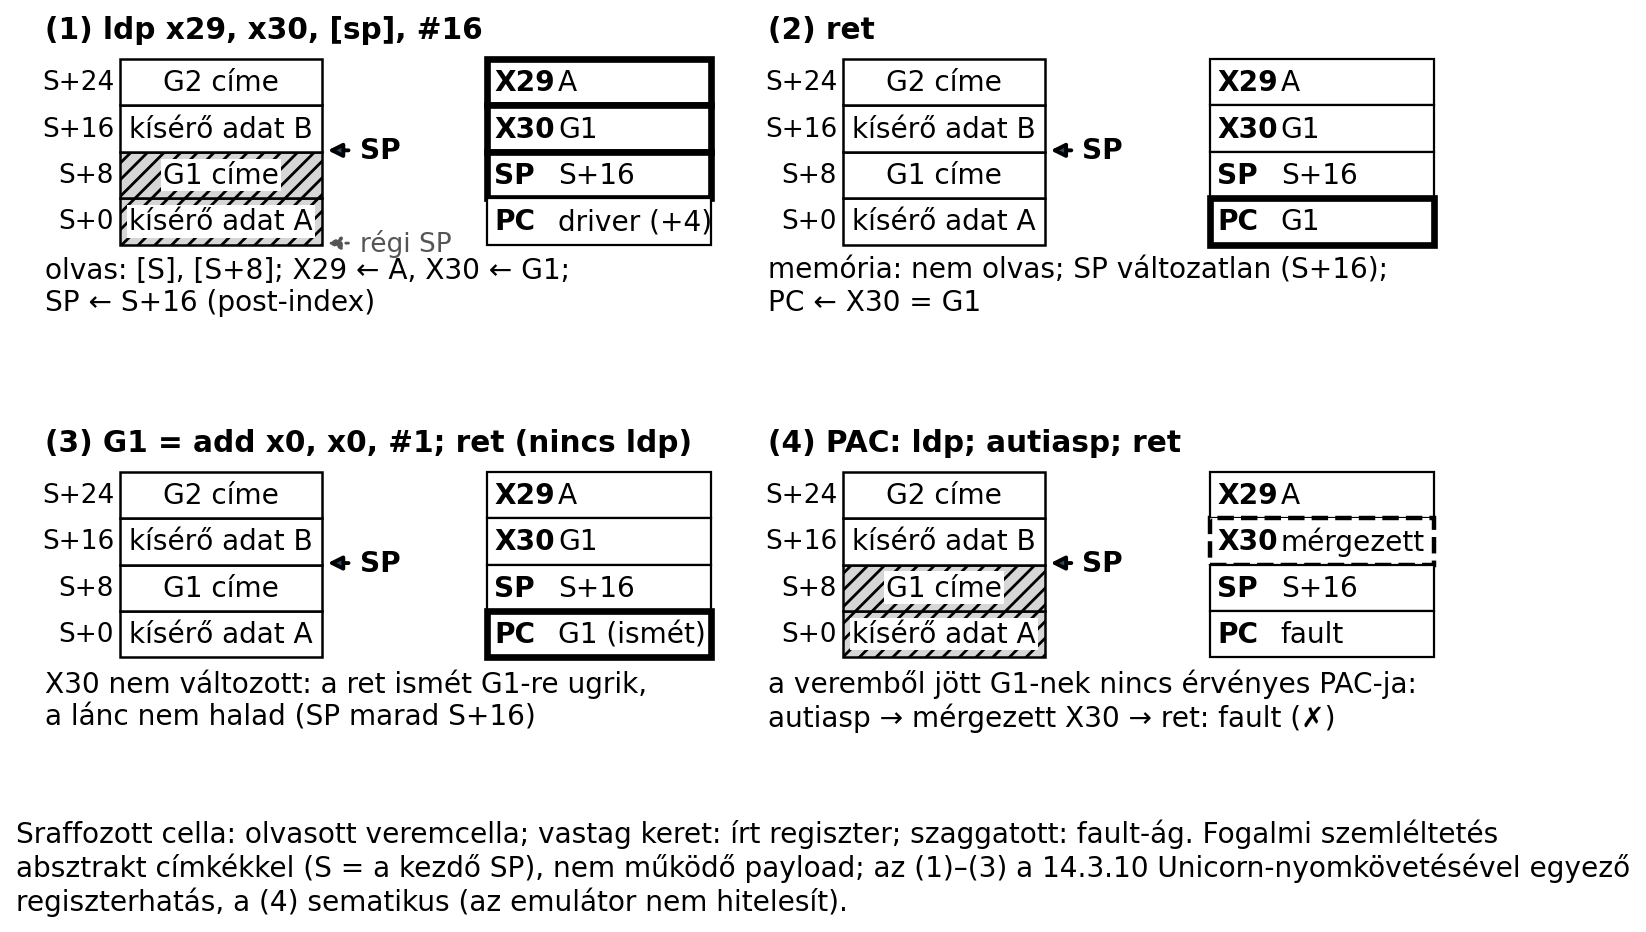 (1) ldp x29, x30, [sp], #16
S+24 G2 címe X29 A
S+16 kísérő adat B X30 G1
SP
S+8 G1 címe SP S+16
S+0 kísérő adat A PC driver (+4)
régi SP
olvas: [S], [S+8]; X29 ← A, X30 ← G1;
SP ← S+16 (post-index)
(2) ret
S+24 G2 címe X29 A
S+16 kísérő adat B X30 G1
SP
S+8 G1 címe SP S+16
S+0 kísérő adat A PC G1
memória: nem olvas; SP változatlan (S+16);
PC ← X30 = G1
(3) G1 = add x0, x0, #1; ret (nincs ldp)
S+24 G2 címe X29 A
S+16 kísérő adat B X30 G1
SP
S+8 G1 címe SP S+16
S+0 kísérő adat A PC G1 (ismét)
X30 nem változott: a ret ismét G1-re ugrik,
a lánc nem halad (SP marad S+16)
(4) PAC: ldp; autiasp; ret
S+24 G2 címe X29 A
S+16 kísérő adat B X30 mérgezett
SP
S+8 G1 címe SP S+16
S+0 kísérő adat A PC fault
a veremből jött G1-nek nincs érvényes PAC-ja:
autiasp → mérgezett X30 → ret: fault (✗)
Sraffozott cella: olvasott veremcella; vastag keret: írt regiszter; szaggatott: fault-ág. Fogalmi szemléltetés
absztrakt címkékkel (S = a kezdő SP), nem működő payload; az (1)–(3) a 14.3.10 Unicorn-nyomkövetésével egyező
regiszterhatás, a (4) sematikus (az emulátor nem hitelesít).